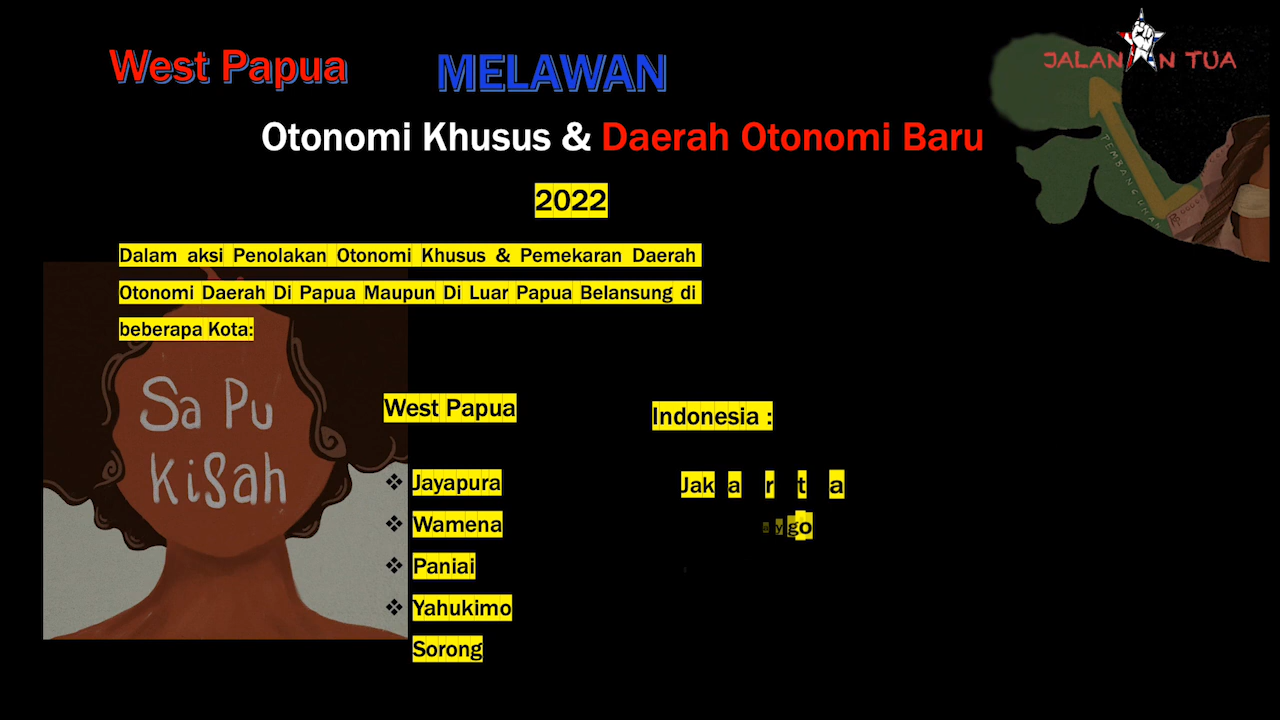 JALAN N TUA
West Papua MELAWAN
Otonomi Khusus & Daerah Otonomi Baru
2022
PEMBANGUNAN
Dalam aksi Penolakan Otonomi Khusus & Pemekaran Daerah
Otonomi Daerah Di Papua Maupun Di Luar Papua Belansung di
beberapa Kota:
Sa Pu
Kisah
West Papua
❖ Jayapura
❖ Wamena
❖ Paniai
❖ Yahukimo
Sorong
Indonesia :
Jak a r t a